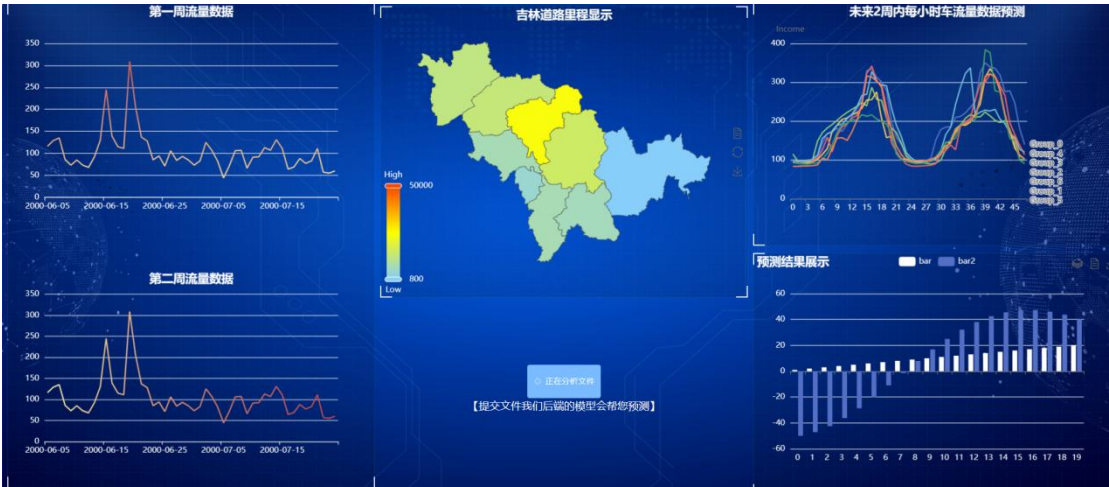 第一周流量数据
350
300
250
200
150
100
50
0
2000-06-05 2000-06-15 2000-06-25 2000-07-05 2000-07-15
第二周流量数据
350
300
250
200
150
100
50
0
2000-06-05 2000-06-15 2000-06-25 2000-07-05 2000-07-15
吉林道路里程显示
High
50000
800
Low
正在分析文件
【提交文件我们后端的模型会帮您预测】
未来2周内每小时车流量数据预测
Income
400
300
200
100
0
0 3 6 9 12 15 18 21 24 27 30 33 36 39 42 45
预测结果展示
bar bar2
60
40
20
0
-20
-40
-60
0 1 2 3 4 5 6 7 8 9 10 11 12 13 14 15 16 17 18 19